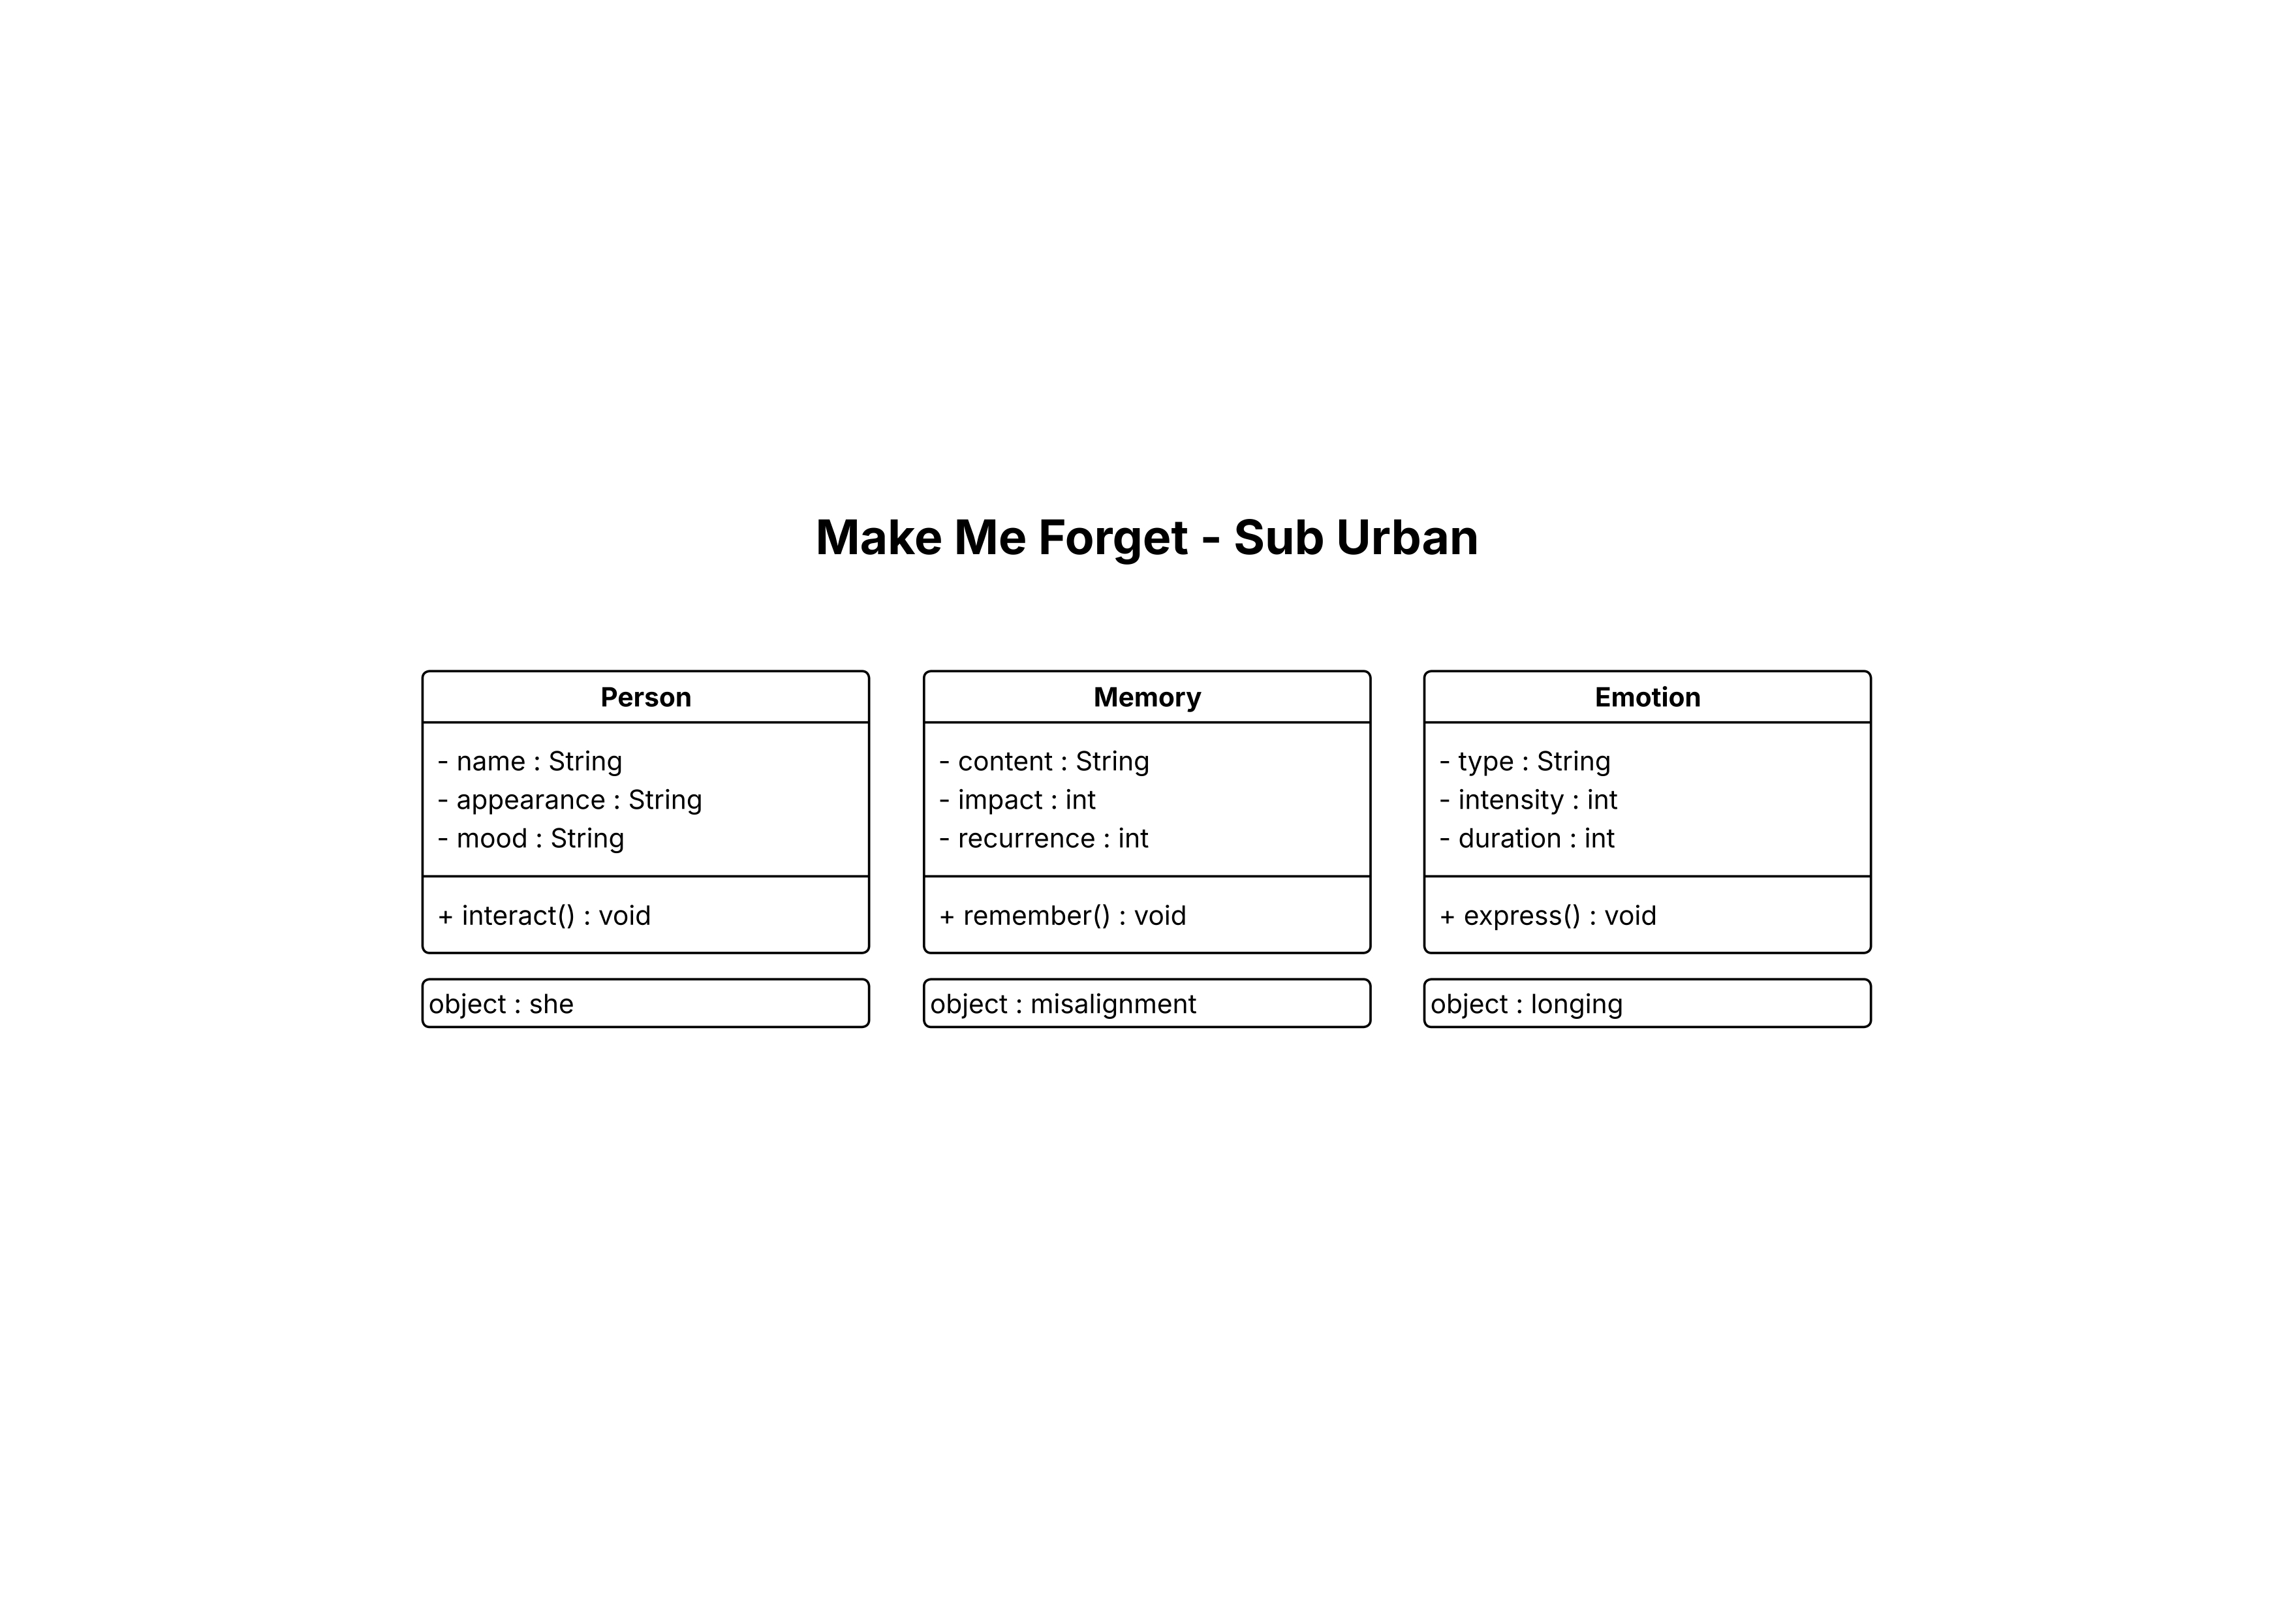 Make Me Forget - Sub Urban
Person
- name : String
- appearance : String
- mood : String
+ interact() : void
object : she
Memory
- content : String
- impact : int
- recurrence : int
+ remember() : void
object : misalignment
Emotion
- type : String
- intensity : int
- duration : int
+ express() : void
object : longing